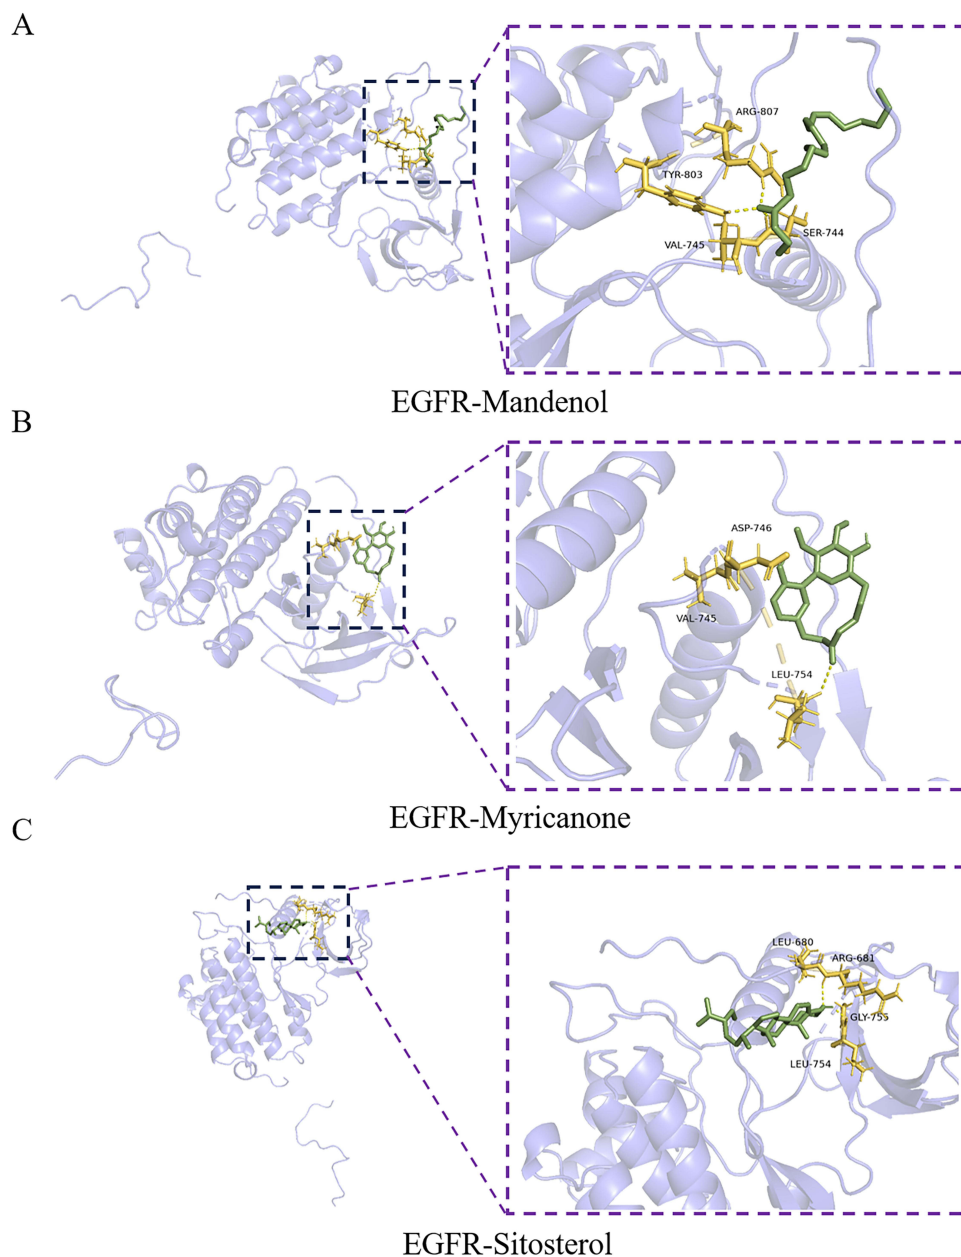 A
ARG-807
TYR-803
SER-744
VAL-745
EGFR-Mandenol
B
ASP-746
VAL-745
LEU-754
EGFR-Myricanone
C
LEU-680
ARG-681
GLY-755
LEU-754
EGFR-Sitosterol